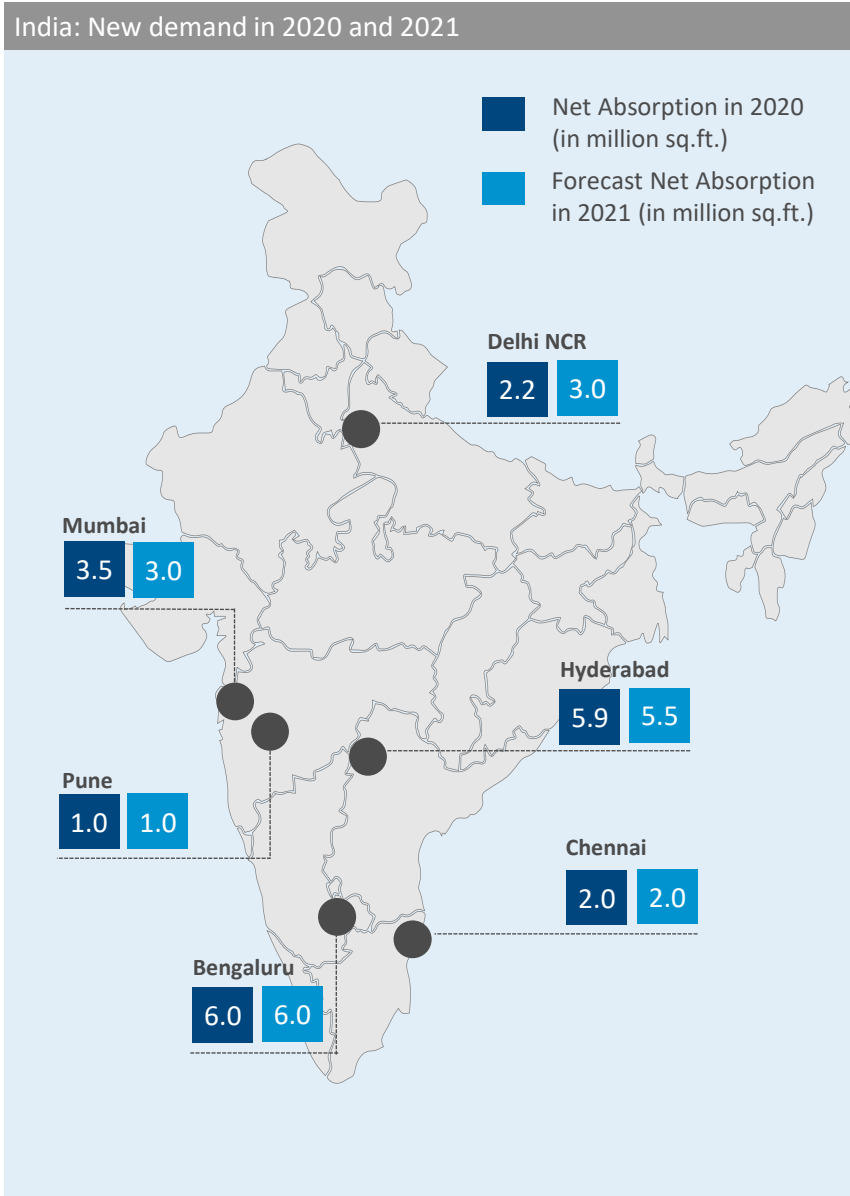 India: New demand in 2020 and 2021
Net Absorption in 2020
(in million sq.ft.)
Forecast Net Absorption
in 2021 (in million sq.ft.)
Delhi NCR
2.2 3.0
Mumbai
3.5 3.0
Hyderabad
5.9 5.5
Pune
1.0 1.0
Chennai
2.0 2.0
Bengaluru
6.0 6.0